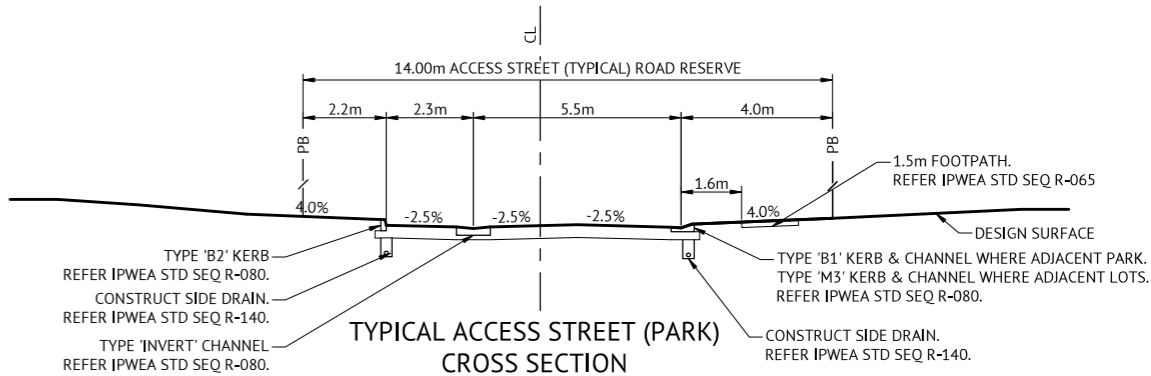 CL
14.00m ACCESS STREET (TYPICAL) ROAD RESERVE
2.2m
2.3m
5.5m
4.0m
PB
PB
1.6m
1.5m FOOTPATH.
REFER IPWEA STD SEQ R-065
4.0%
-2.5%
-2.5%
-2.5%
4.0%
DESIGN SURFACE
TYPE 'B2' KERB
REFER IPWEA STD SEQ R-080.
CONSTRUCT SIDE DRAIN.
REFER IPWEA STD SEQ R-140.
TYPE 'INVERT' CHANNEL
REFER IPWEA STD SEQ R-080.
TYPE 'B1' KERB & CHANNEL WHERE ADJACENT PARK.
TYPE 'M3' KERB & CHANNEL WHERE ADJACENT LOTS.
REFER IPWEA STD SEQ R-080.
CONSTRUCT SIDE DRAIN.
REFER IPWEA STD SEQ R-140.
TYPICAL ACCESS STREET (PARK)
CROSS SECTION